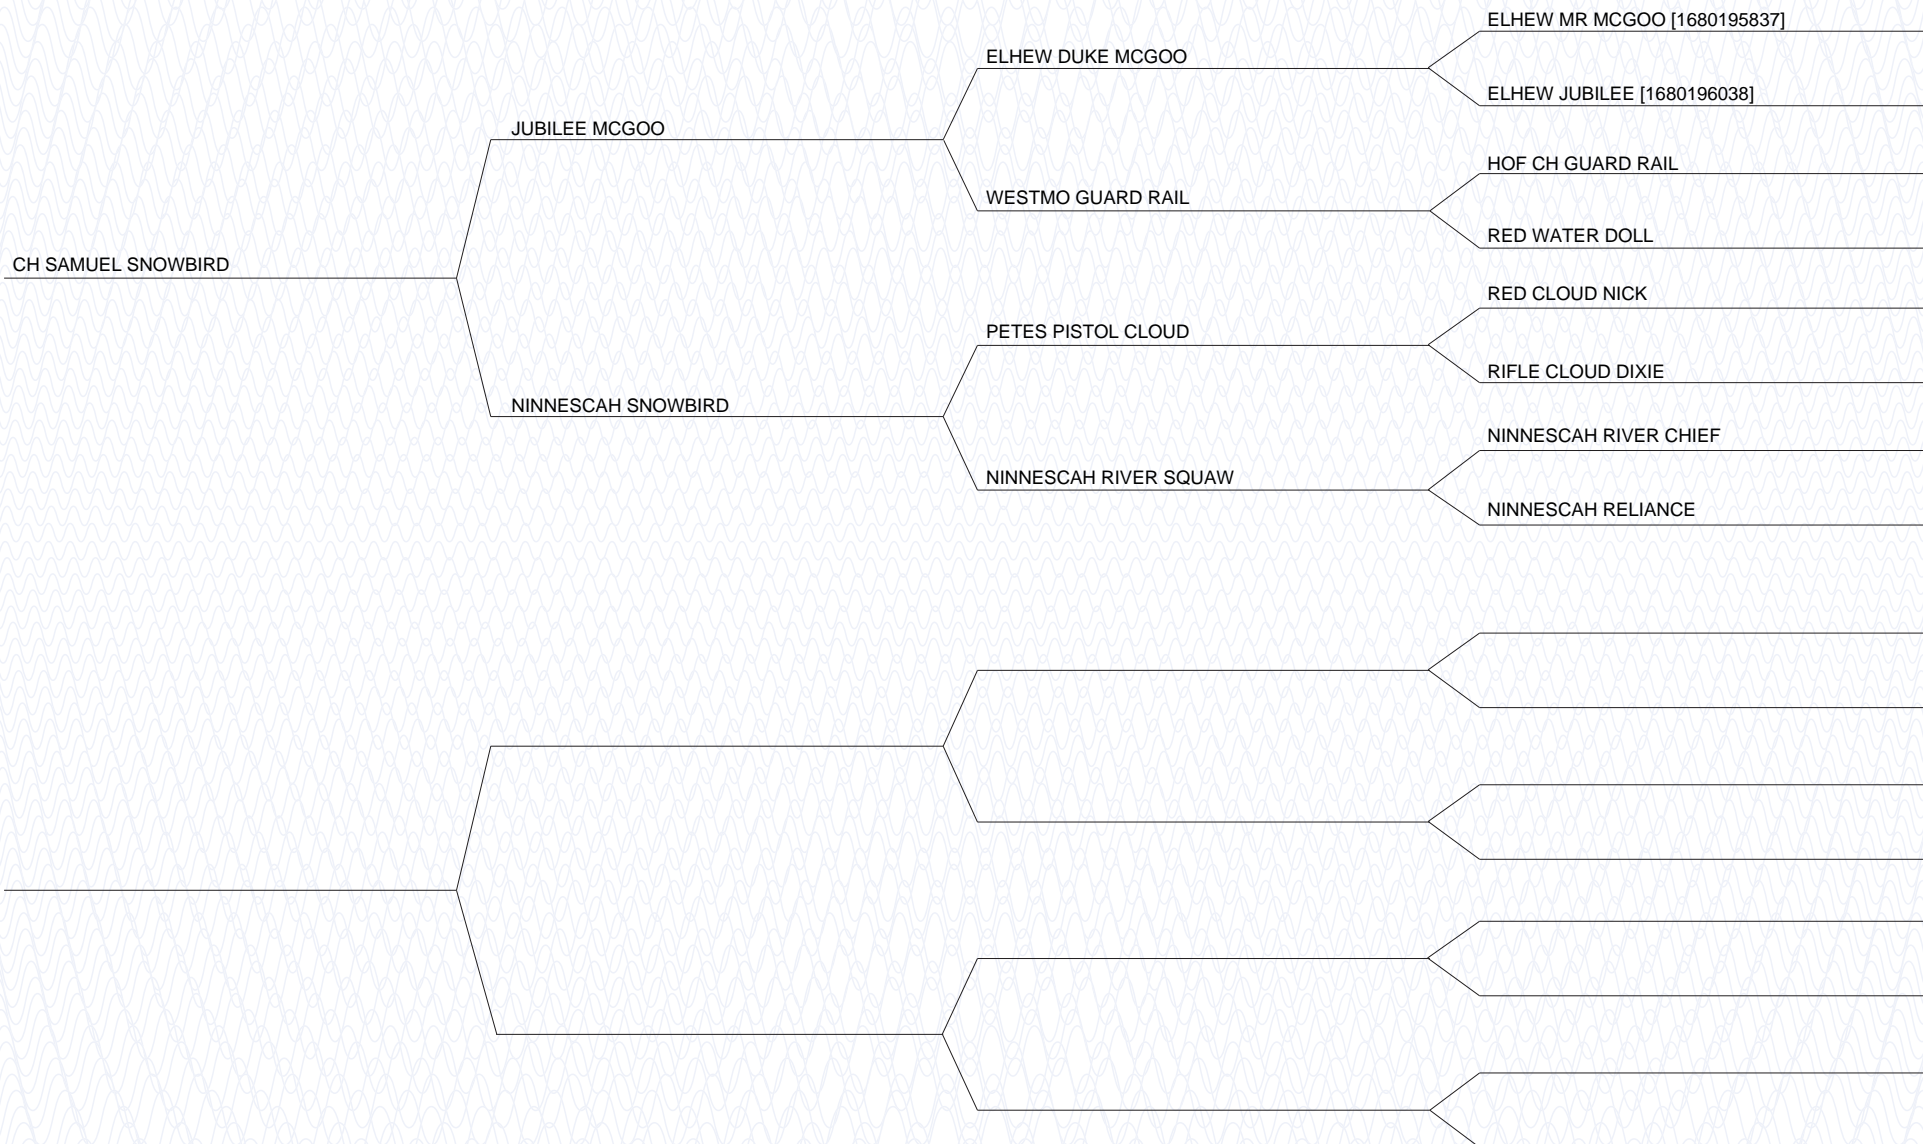 ELHEW MR MCGOO [1680195837]
ELHEW DUKE MCGOO
ELHEW JUBILEE [1680196038]
JUBILEE MCGOO
HOF CH GUARD RAIL
WESTMO GUARD RAIL
RED WATER DOLL
CH SAMUEL SNOWBIRD
RED CLOUD NICK
PETES PISTOL CLOUD
RIFLE CLOUD DIXIE
NINNESCAH SNOWBIRD
NINNESCAH RIVER CHIEF
NINNESCAH RIVER SQUAW
NINNESCAH RELIANCE